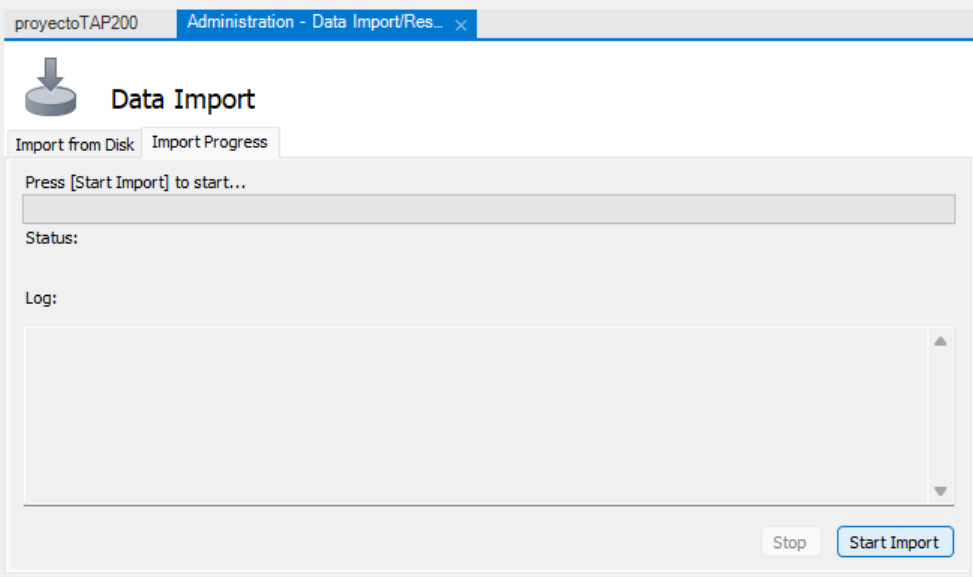 proyectoTAP200 Administration - Data Import/Res...
Data Import
Import from Disk Import Progress
Press [Start Import] to start...
Status:
Log:
Stop Start Import